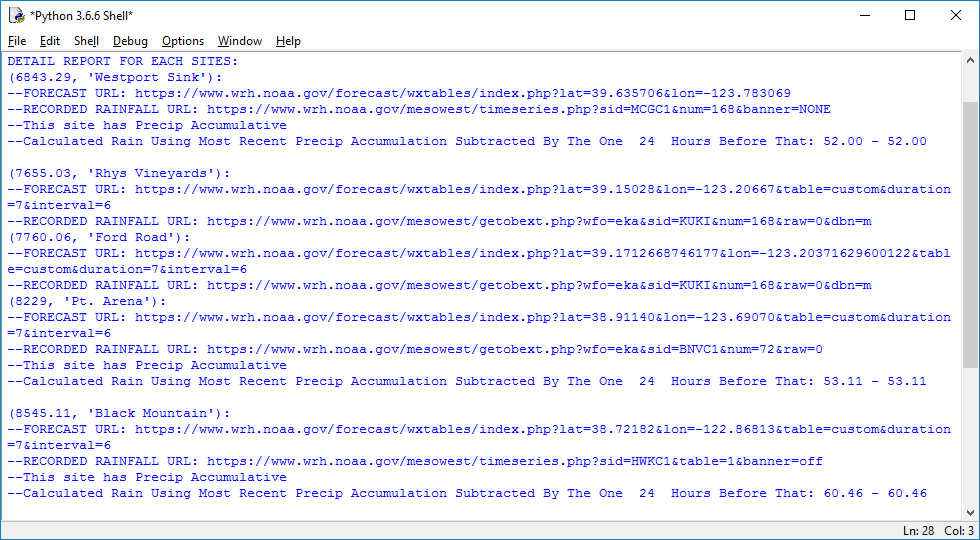 *Python 3.6.6 Shell*
File Edit Shell Debug Options Window Help
DETAIL REPORT FOR EACH SITES:
(6843.29, 'Westport Sink'):
--FORECAST URL: https://www.wrh.noaa.gov/forecast/wxtables/index.php?lat=39.635706&lon=-123.783069
--RECORDED RAINFALL URL: https://www.wrh.noaa.gov/mesowest/timeseries.php?sid=MCGC1&num=168&banner=NONE
--This site has Precip Accumulative
--Calculated Rain Using Most Recent Precip Accumulation Subtracted By The One  24  Hours Before That: 52.00 - 52.00
(7655.03, 'Rhys Vineyards'):
--FORECAST URL: https://www.wrh.noaa.gov/forecast/wxtables/index.php?lat=39.15028&lon=-123.20667&table=custom&duration
=7&interval=6
--RECORDED RAINFALL URL: https://www.wrh.noaa.gov/mesowest/getobext.php?wfo=eka&sid=KUKI&num=168&raw=0&dbn=m
(7760.06, 'Ford Road'):
--FORECAST URL: https://www.wrh.noaa.gov/forecast/wxtables/index.php?lat=39.1712668746177&lon=-123.20371629600122&tabl
e=custom&duration=7&interval=6
--RECORDED RAINFALL URL: https://www.wrh.noaa.gov/mesowest/getobext.php?wfo=eka&sid=KUKI&num=168&raw=0&dbn=m
(8229, 'Pt. Arena'):
--FORECAST URL: https://www.wrh.noaa.gov/forecast/wxtables/index.php?lat=38.91140&lon=-123.69070&table=custom&duration
=7&interval=6
--RECORDED RAINFALL URL: https://www.wrh.noaa.gov/mesowest/getobext.php?wfo=eka&sid=BNVC1&num=72&raw=0
--This site has Precip Accumulative
--Calculated Rain Using Most Recent Precip Accumulation Subtracted By The One  24  Hours Before That: 53.11 - 53.11
(8545.11, 'Black Mountain'):
--FORECAST URL: https://www.wrh.noaa.gov/forecast/wxtables/index.php?lat=38.72182&lon=-122.86813&table=custom&duration
=7&interval=6
--RECORDED RAINFALL URL: https://www.wrh.noaa.gov/mesowest/timeseries.php?sid=HWKC1&table=1&banner=off
--This site has Precip Accumulative
--Calculated Rain Using Most Recent Precip Accumulation Subtracted By The One  24  Hours Before That: 60.46 - 60.46
Ln: 28 Col: 3